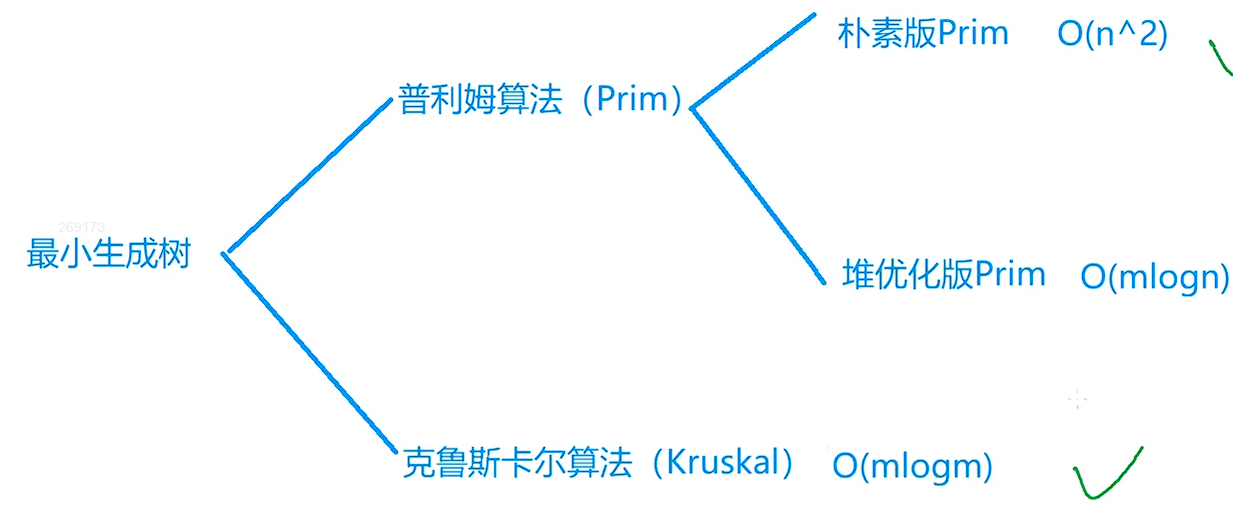 朴素版Prim O(n^2)
普利姆算法（Prim）
269173
最小生成树
堆优化版Prim O(mlogn)
克鲁斯卡尔算法（Kruskal） O(mlogm)